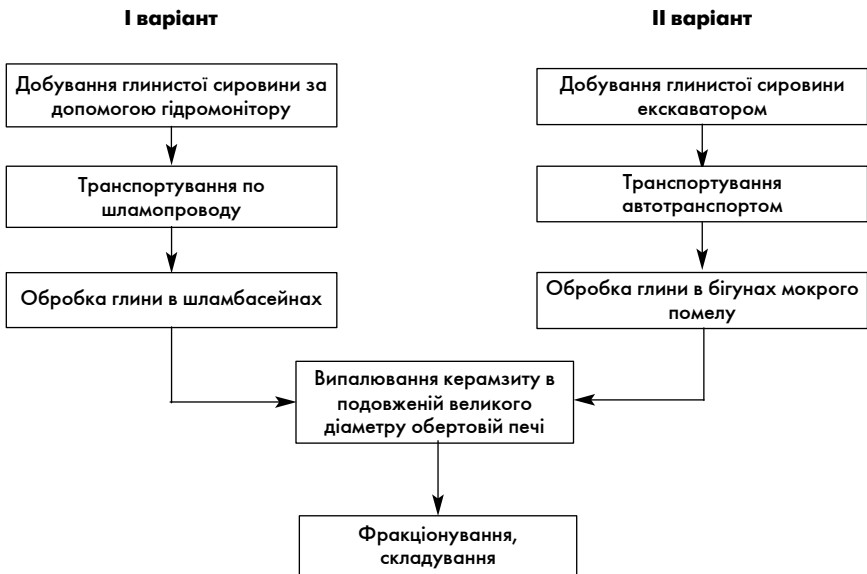 І варіант
ІІ варіант
Добування глинистої сировини за
допомогою гідромонітору
Добування глинистої сировини
екскаватором
Транспортування по
шламопроводу
Транспортування
автотранспортом
Обробка глини в шламбасейнах
Обробка глини в бігунах мокрого
помелу
Випалювання керамзиту в
подовженій великого
діаметру обертовій печі
Фракціонування,
складування